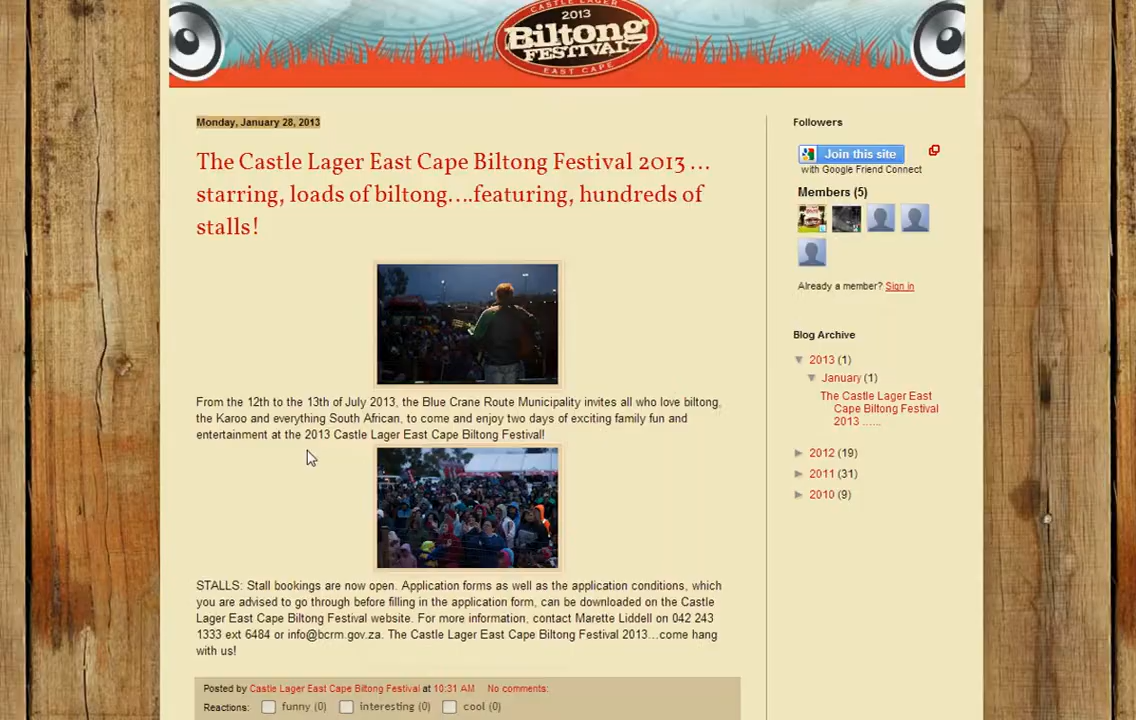 CASTLE LAGER
2013
Biltong
FESTIVAL
EAST CAPE
Monday, January 28, 2013
The Castle Lager East Cape Biltong Festival 2013 …
starring, loads of biltong….featuring, hundreds of
stalls!
From the 12th to the 13th of July 2013, the Blue Crane Route Municipality invites all who love biltong,
the Karoo and everything South African, to come and enjoy two days of exciting family fun and
entertainment at the 2013 Castle Lager East Cape Biltong Festival!
STALLS: Stall bookings are now open. Application forms as well as the application conditions, which
you are advised to go through before filling in the application form, can be downloaded on the Castle
Lager East Cape Biltong Festival website. For more information, contact Marette Liddell on 042 243
1333 ext 6484 or info@bcrm.gov.za. The Castle Lager East Cape Biltong Festival 2013…come hang
with us!
Posted by Castle Lager East Cape Biltong Festival at 10:31 AM No comments:
Reactions: funny (0) interesting (0) cool (0)
Followers
Join this site
with Google Friend Connect
Members (5)
Already a member? Sign in
Blog Archive
▼ 2013 (1)
▼ January (1)
The Castle Lager East
Cape Biltong Festival
2013 ......
► 2012 (19)
► 2011 (31)
► 2010 (9)